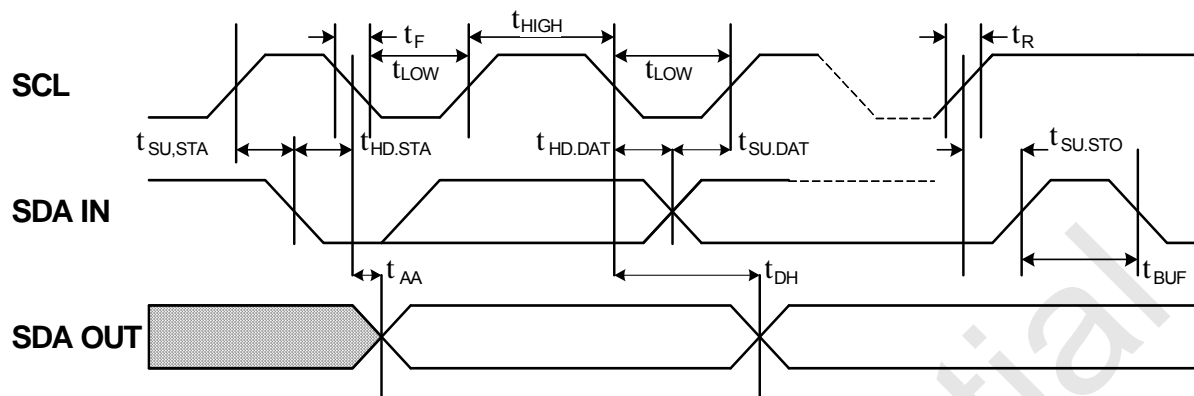 tHIGH
tF
tR
tLOW
tLOW
SCL
tSU,STA
tHD.STA
tHD.DAT
tSU.DAT
tSU.STO
SDA IN
tAA
tDH
tBUF
SDA OUT